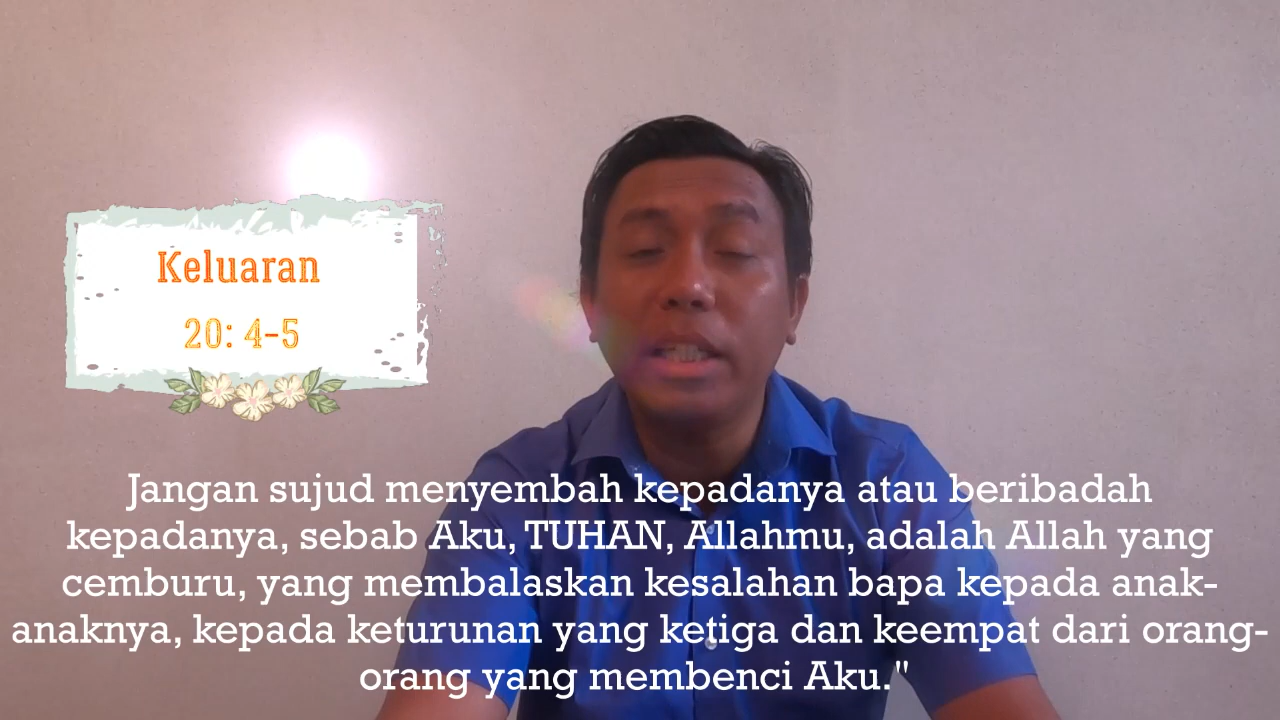 Keluaran
20: 4-5
Jangan sujud menyembah kepadanya atau beribadah
kepadanya, sebab Aku, TUHAN, Allahmu, adalah Allah yang
cemburu, yang membalaskan kesalahan bapa kepada anak-
anaknya, kepada keturunan yang ketiga dan keempat dari orang-
orang yang membenci Aku."